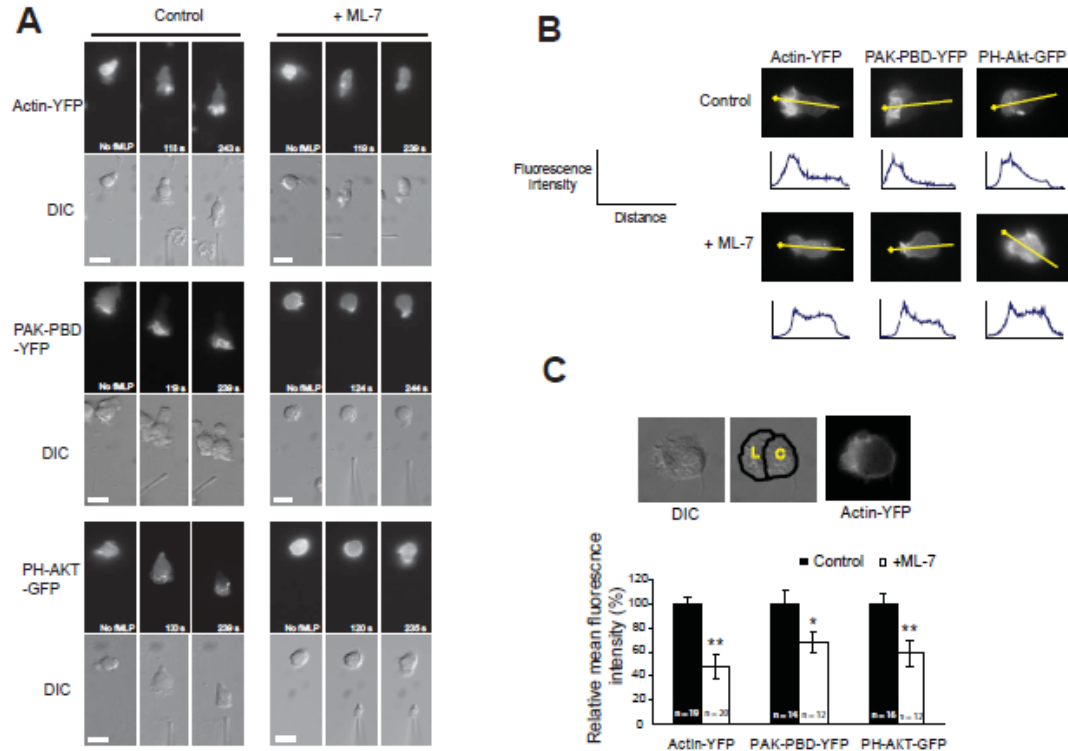 A
Control
+ ML-7
Actin-YFP
No fMLP 118 s 243 s
No fMLP 119 s 239 s
DIC
PAK-PBD
-YFP
No fMLP 119 s 239 s
No fMLP 124 s 244 s
DIC
PH-AKT
-GFP
No fMLP 120 s 239 s
No fMLP 120 s 235 s
DIC
B
Actin-YFP PAK-PBD-YFP PH-Akt-GFP
Control
Fluorescence
Intensity
Distance
+ ML-7
C
L C
DIC
Actin-YFP
Control +ML-7
Relative mean fluorescnce
intensity (%)
120
100
80
60
40
20
0
** * **
n=19 n=20 n=14 n=12 n=16 n=12
Actin-YFP PAK-PBD-YFP PH-AKT-GFP